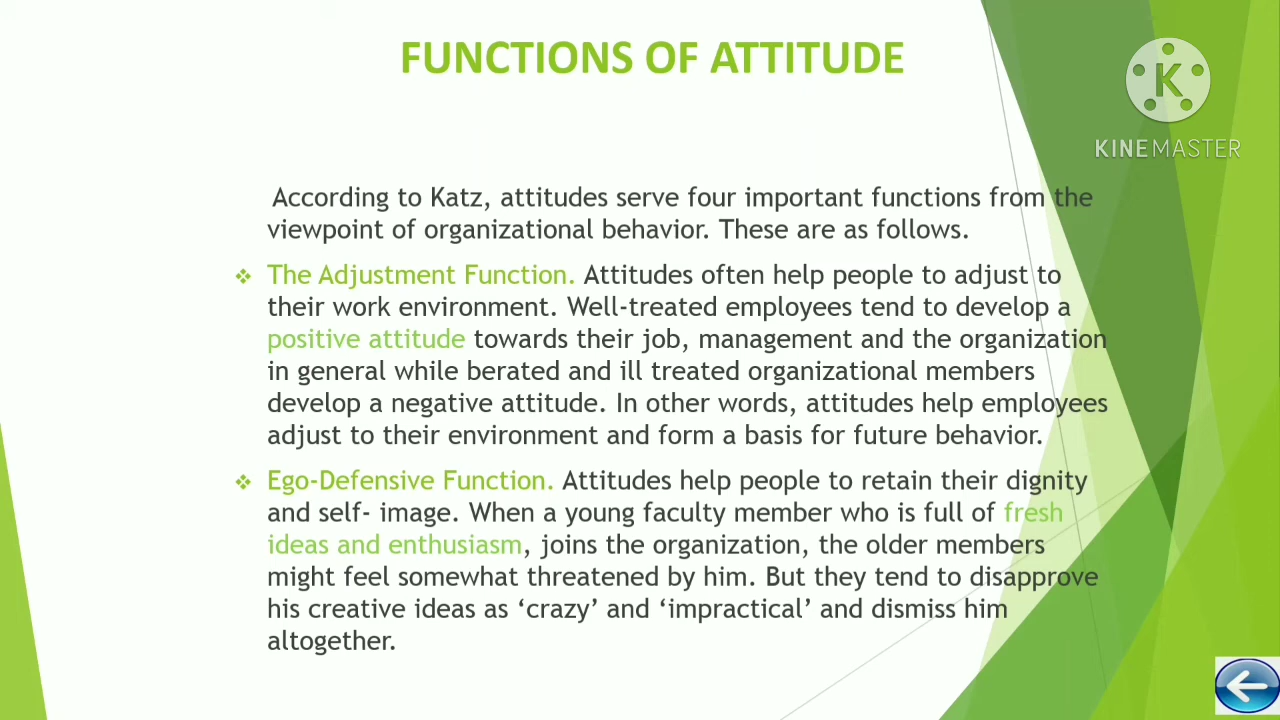 FUNCTIONS OF ATTITUDE
K
KINEMASTER
According to Katz, attitudes serve four important functions from the
viewpoint of organizational behavior. These are as follows.
The Adjustment Function. Attitudes often help people to adjust to
their work environment. Well-treated employees tend to develop a
positive attitude towards their job, management and the organization
in general while berated and ill treated organizational members
develop a negative attitude. In other words, attitudes help employees
adjust to their environment and form a basis for future behavior.
Ego-Defensive Function. Attitudes help people to retain their dignity
and self- image. When a young faculty member who is full of fresh
ideas and enthusiasm, joins the organization, the older members
might feel somewhat threatened by him. But they tend to disapprove
his creative ideas as ‘crazy’ and ‘impractical’ and dismiss him
altogether.